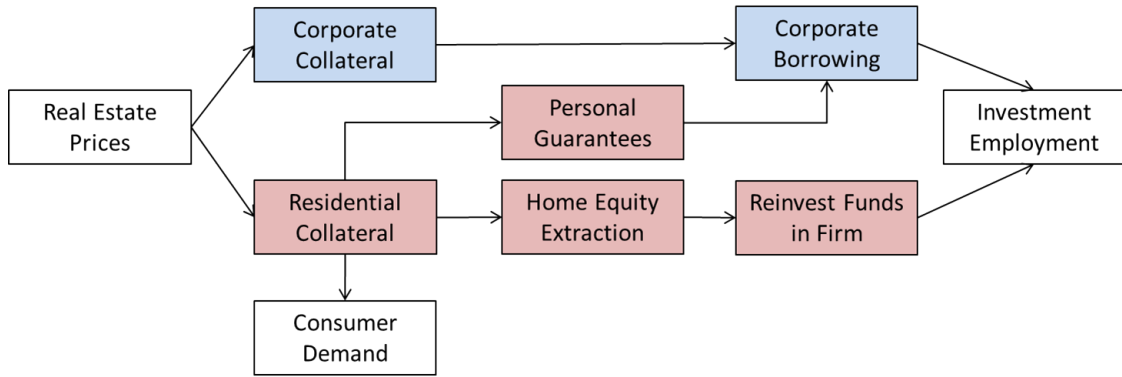 Real Estate
Prices
Corporate
Collateral
Corporate
Borrowing
Personal
Guarantees
Investment
Employment
Residential
Collateral
Home Equity
Extraction
Reinvest Funds
in Firm
Consumer
Demand